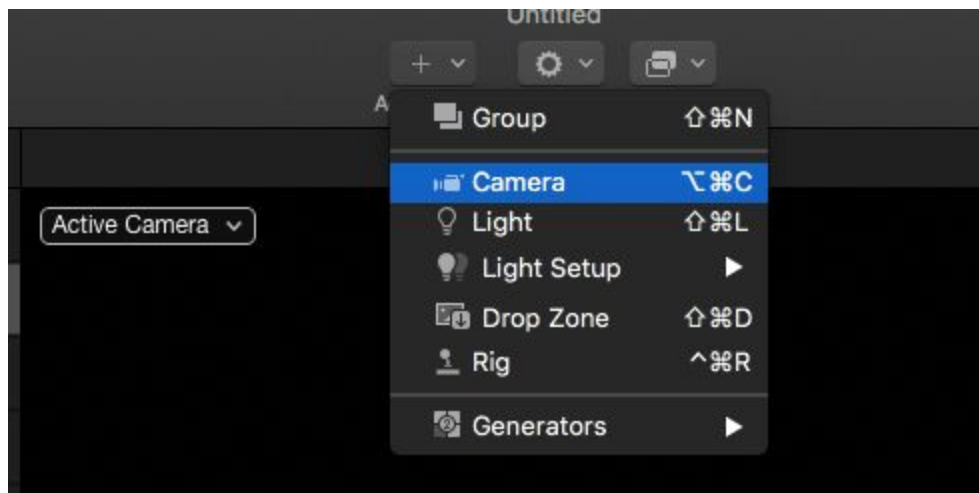 Untitled
A
Group ⇧⌘N
Camera ⌥⌘C
Active Camera
Light ⇧⌘L
Light Setup
Drop Zone ⇧⌘D
Rig ^⌘R
Generators